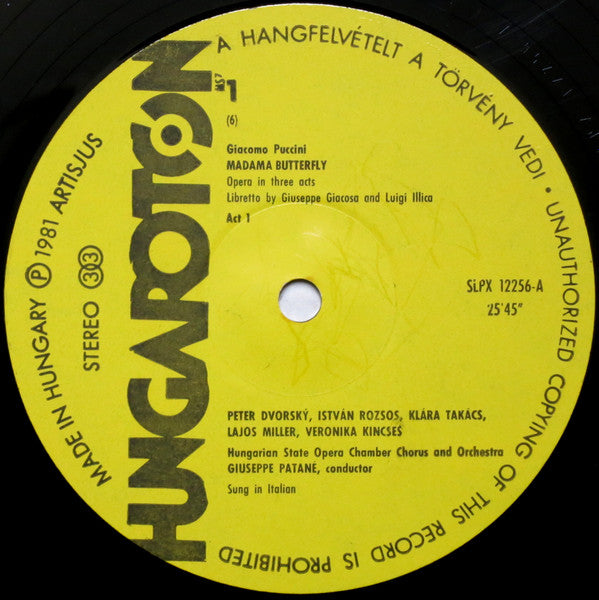 HUNGAROTON
A HANGFELVÉTELT A TÖRVÉNY VÉDI • UNAUTHORIZED COPYING OF THIS RECORD IS PROHIBITED
MADE IN HUNGARY Ⓟ 1981 ARTISJUS
STEREO 33
MS7
1
(6)
Giacomo Puccini
MADAMA BUTTERFLY
Opera in three acts
Libretto by Giuseppe Giacosa and Luigi Illica
Act 1
SLPX 12256-A
25'45"
PETER DVORSKÝ, ISTVÁN ROZSOS, KLÁRA TAKÁCS,
LAJOS MILLER, VERONIKA KINCSES
Hungarian State Opera Chamber Chorus and Orchestra
GIUSEPPE PATANÈ, conductor
Sung in Italian